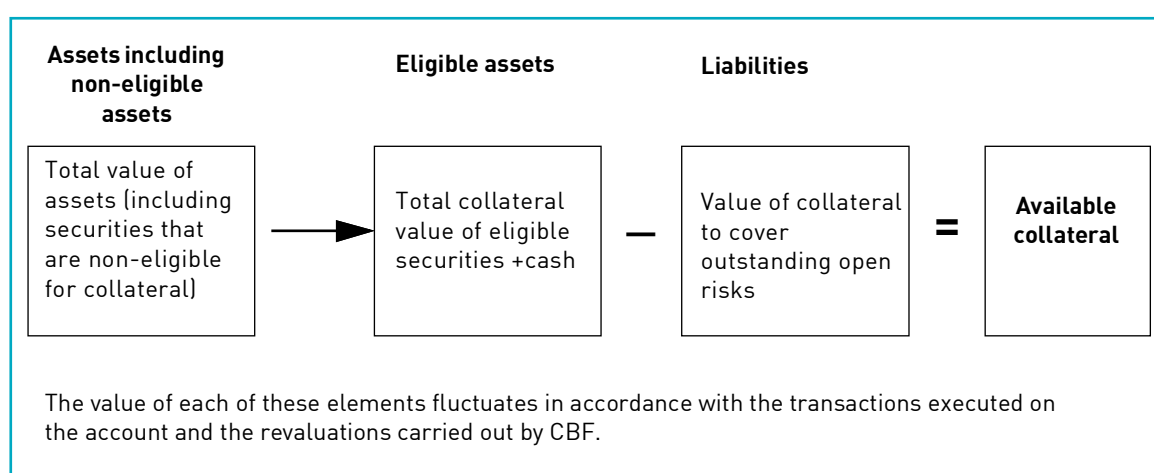 Assets including
non-eligible
assets
Eligible assets
Liabilities
Total value of
assets (including
securities that
are non-eligible
for collateral)
Total collateral
value of eligible
securities +cash
–
Value of collateral
to cover
outstanding open
risks
=
Available
collateral
The value of each of these elements fluctuates in accordance with the transactions executed on
the account and the revaluations carried out by CBF.